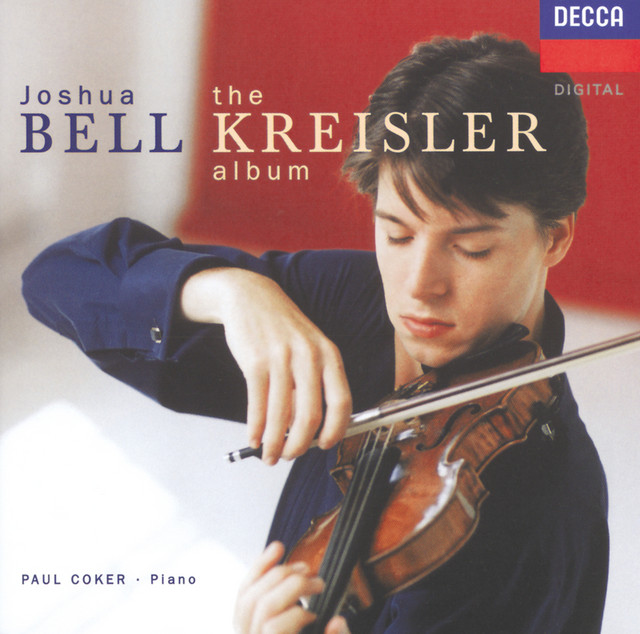 DECCA
DIGITAL
Joshua
BELL
the
KREISLER
album
PAUL COKER · Piano